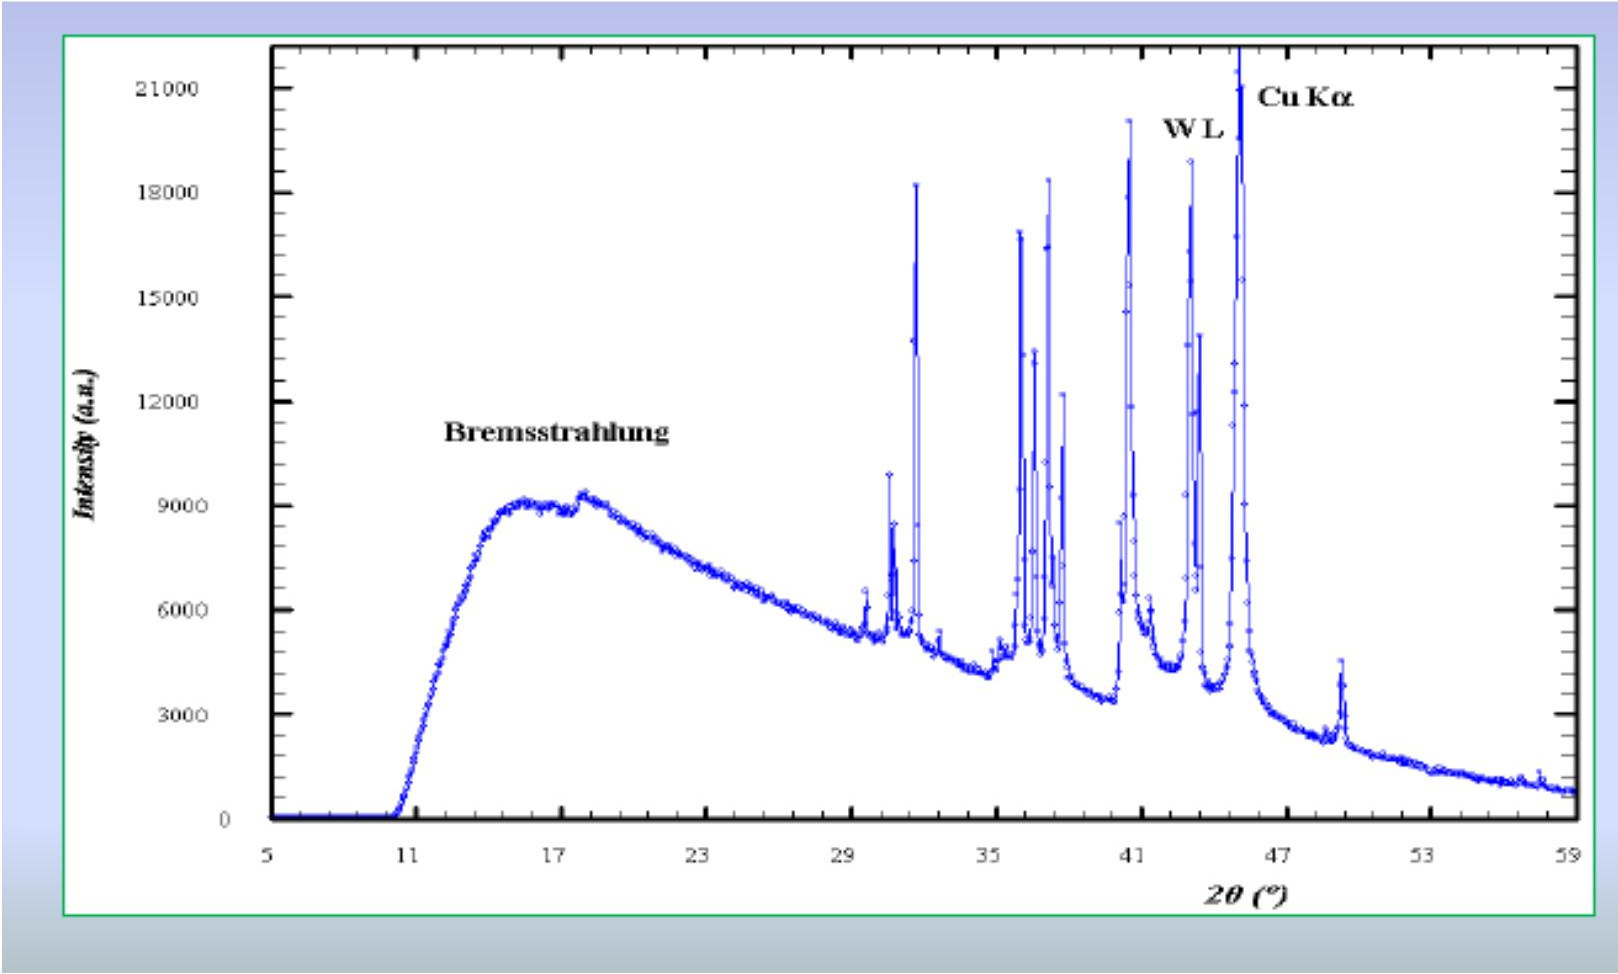 21000
18000
15000
12000
9000
6000
3000
0
Intensity (a.u.)
Cu Kα
W L
Bremsstrahlung
5 11 17 23 29 35 41 47 53 59
2θ (º)